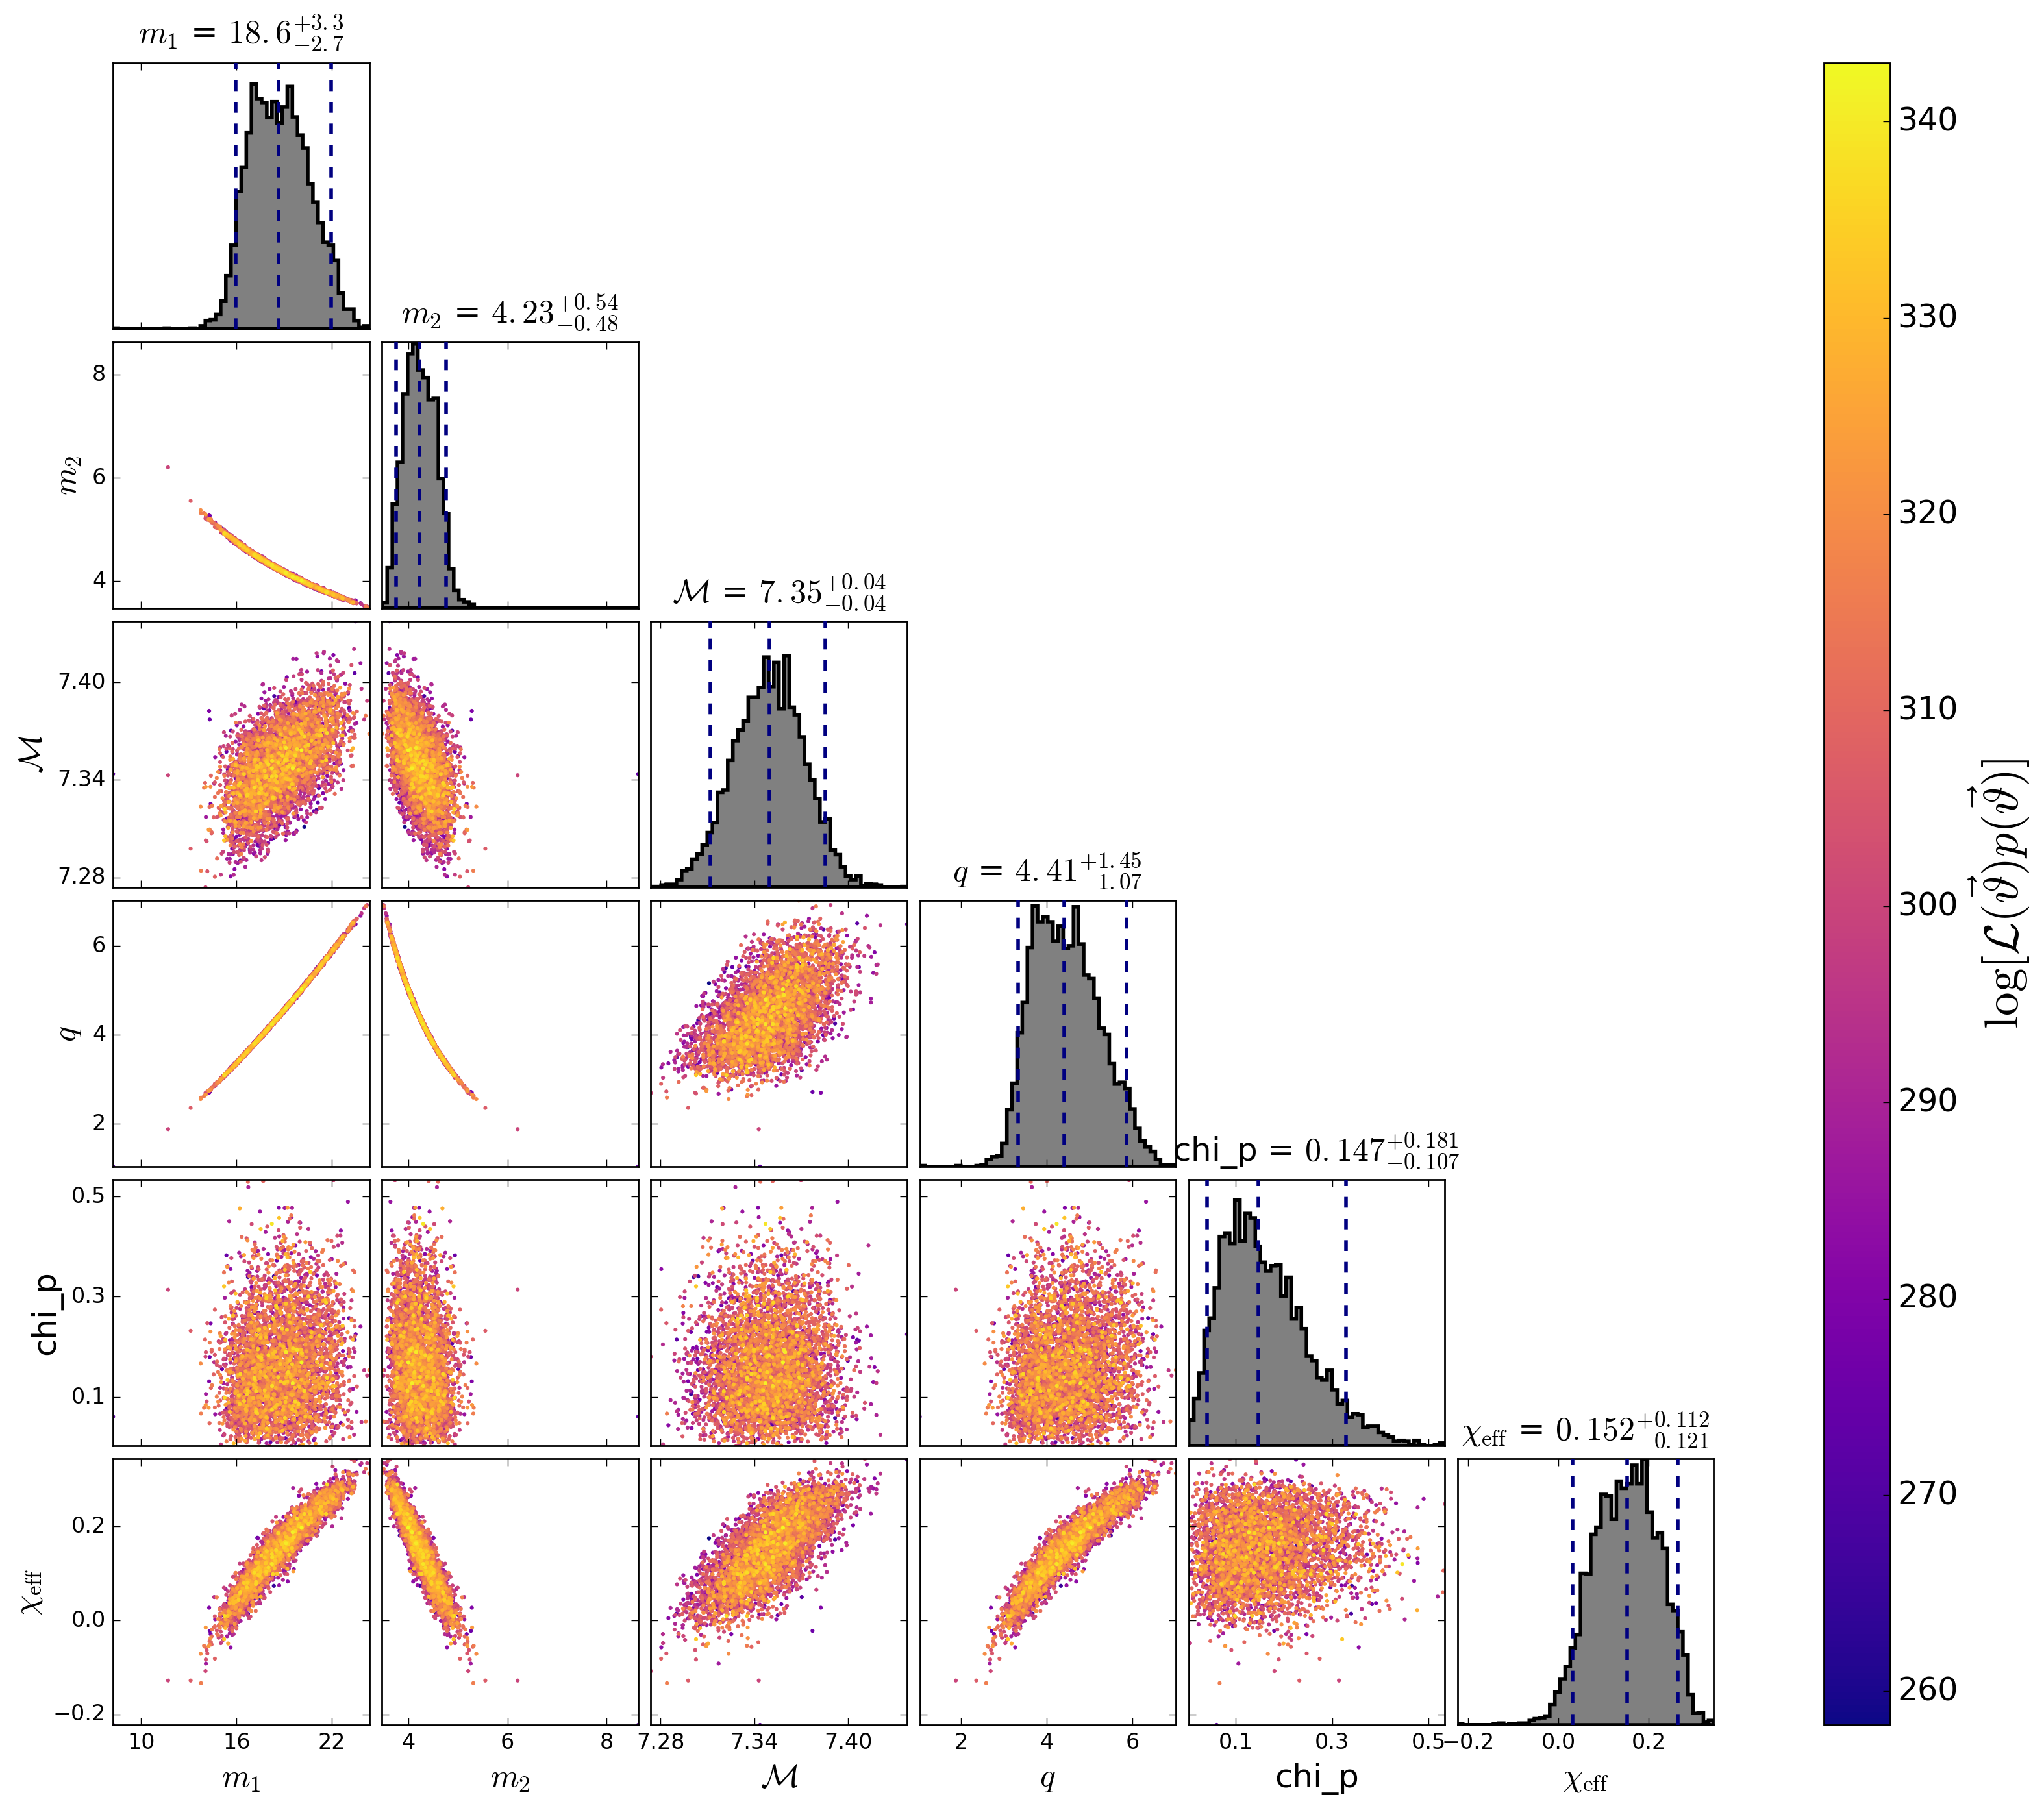 m₁ = 18.6 +3.3 −2.7
340
m₂ = 4.23 +0.54 −0.48
8
m₂
6
4
330
ℳ = 7.35 +0.04 −0.04
320
7.40
ℳ
7.34
7.28
310
q = 4.41 +1.45 −1.07
6
q
4
2
300
log[ℒ(ϑ⃗)p(ϑ⃗)]
290
chi_p = 0.147 +0.181 −0.107
0.5
chi_p
0.3
0.1
280
χeff = 0.152 +0.112 −0.121
270
0.2
χeff
0.0
−0.2
260
10 16 22 4 6 8 7.28 7.34 7.40 2 4 6 0.1 0.3 0.5 −0.2 0.0 0.2
m₁ m₂ ℳ q chi_p χeff